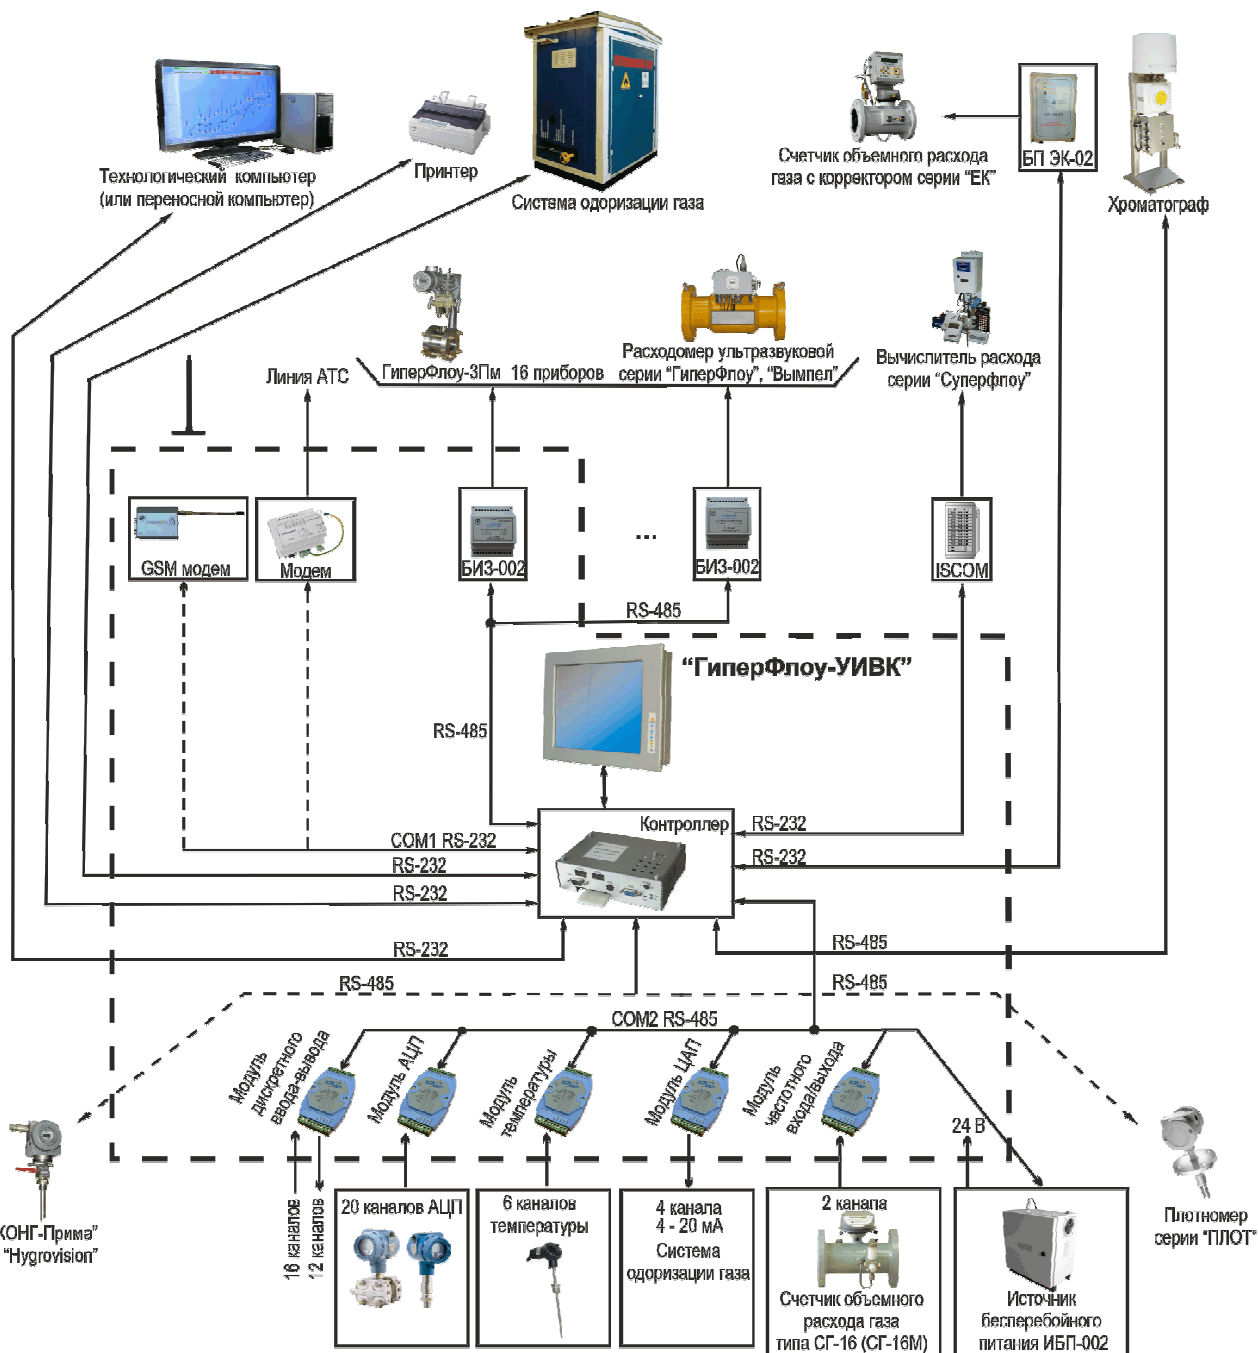 Технологический компьютер
(или переносной компьютер)
Принтер
Система одоризации газа
Счетчик объемного расхода
газа с корректором серии “ЕК”
БП ЭК-02
Хроматограф
Линия АТС
ГиперФлоу-3Пм 16 приборов
Расходомер ультразвуковой
серии “ГиперФлоу”, “Вымпел”
Вычислитель расхода
серии “Суперфлоу”
GSM модем
Модем
БИЗ-002
...
БИЗ-002
ISCOM
RS-485
“ГиперФлоу-УИВК”
RS-485
Контроллер
COM1 RS-232
RS-232
RS-232
RS-232
RS-232
RS-232
RS-485
RS-485
RS-485
COM2 RS-485
Модуль
дискретного
ввода-вывода
Модуль АЦП
Модуль
температуры
Модуль ЦАП
Модуль
частотного
входа/выхода
24 В
16 каналов
12 каналов
20 каналов АЦП
6 каналов
температуры
4 канала
4 - 20 мА
Система
одоризации газа
2 канала
Счетчик объемного
расхода газа
типа СГ-16 (СГ-16М)
Источник
бесперебойного
питания ИБП-002
КОНГ-Прима”
“Hygrovision”
Плотномер
серии “ПЛОТ”